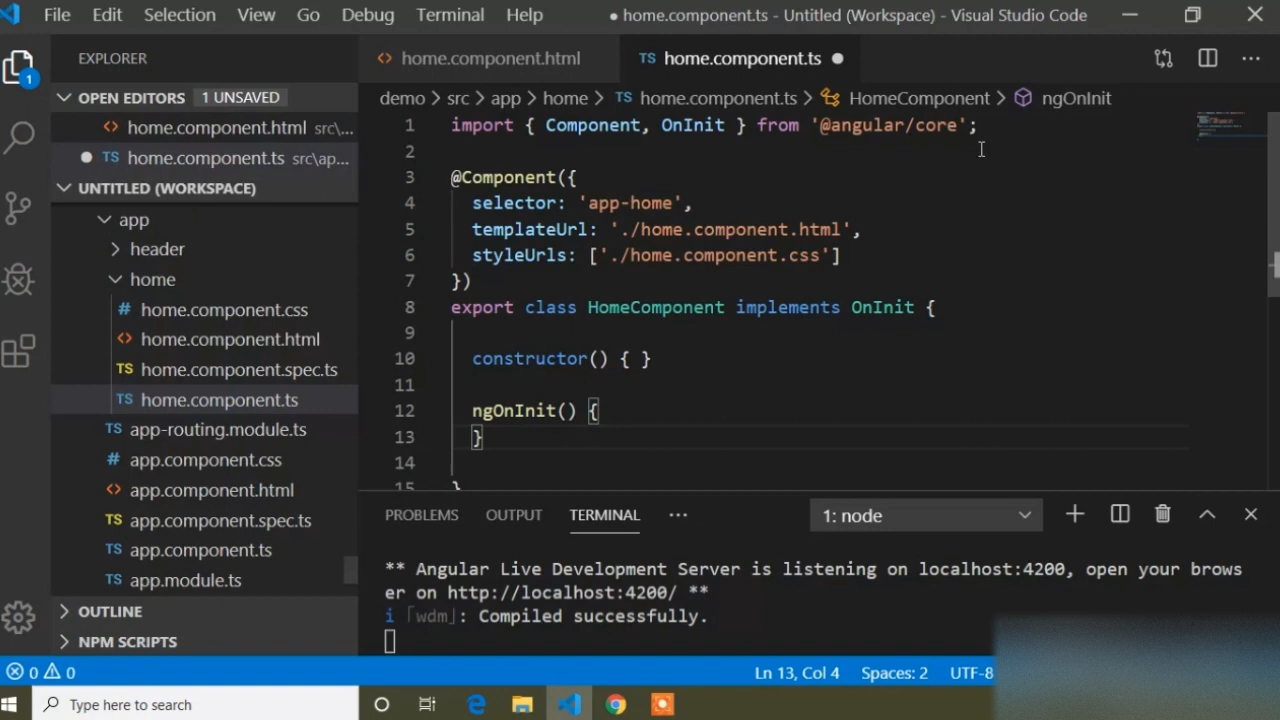 File Edit Selection View Go Debug Terminal Help ● home.component.ts - Untitled (Workspace) - Visual Studio Code
EXPLORER
1
OPEN EDITORS 1 UNSAVED
home.component.html src\...
TS home.component.ts src\ap...
UNTITLED (WORKSPACE)
app
header
home
# home.component.css
<> home.component.html
TS home.component.spec.ts
TS home.component.ts
TS app-routing.module.ts
# app.component.css
<> app.component.html
TS app.component.spec.ts
TS app.component.ts
TS app.module.ts
OUTLINE
NPM SCRIPTS
<> home.component.html TS home.component.ts ●
demo > src > app > home > TS home.component.ts > HomeComponent > ngOnInit
1 import { Component, OnInit } from '@angular/core';
2
3 @Component({
4 selector: 'app-home',
5 templateUrl: './home.component.html',
6 styleUrls: ['./home.component.css']
7 })
8 export class HomeComponent implements OnInit {
9
10 constructor() { }
11
12 ngOnInit() {
13 }
14
15 }
PROBLEMS OUTPUT TERMINAL ... 1: node
** Angular Live Development Server is listening on localhost:4200, open your brows
er on http://localhost:4200/ **
i ｢wdm｣: Compiled successfully.
0 0 Ln 13, Col 4 Spaces: 2 UTF-8
Type here to search